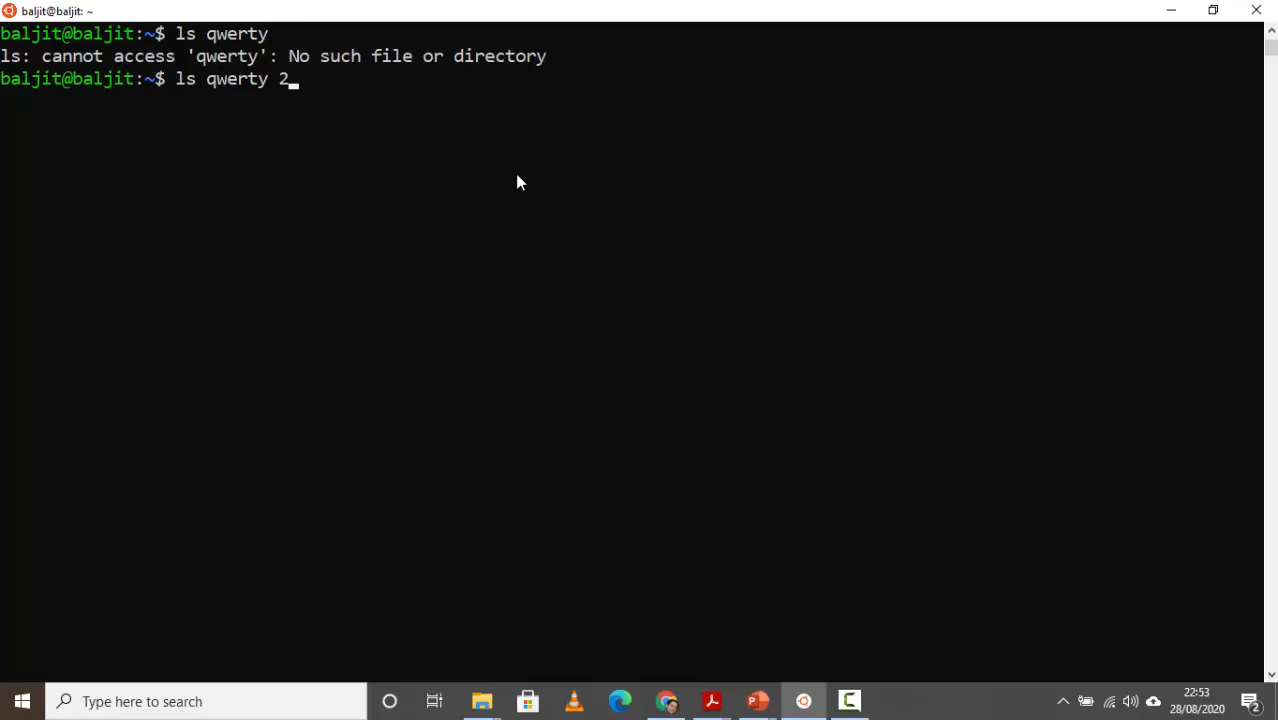 baljit@baljit: ~
baljit@baljit:~$ ls qwerty
ls: cannot access 'qwerty': No such file or directory
baljit@baljit:~$ ls qwerty 2_
Type here to search
22:53
28/08/2020
2